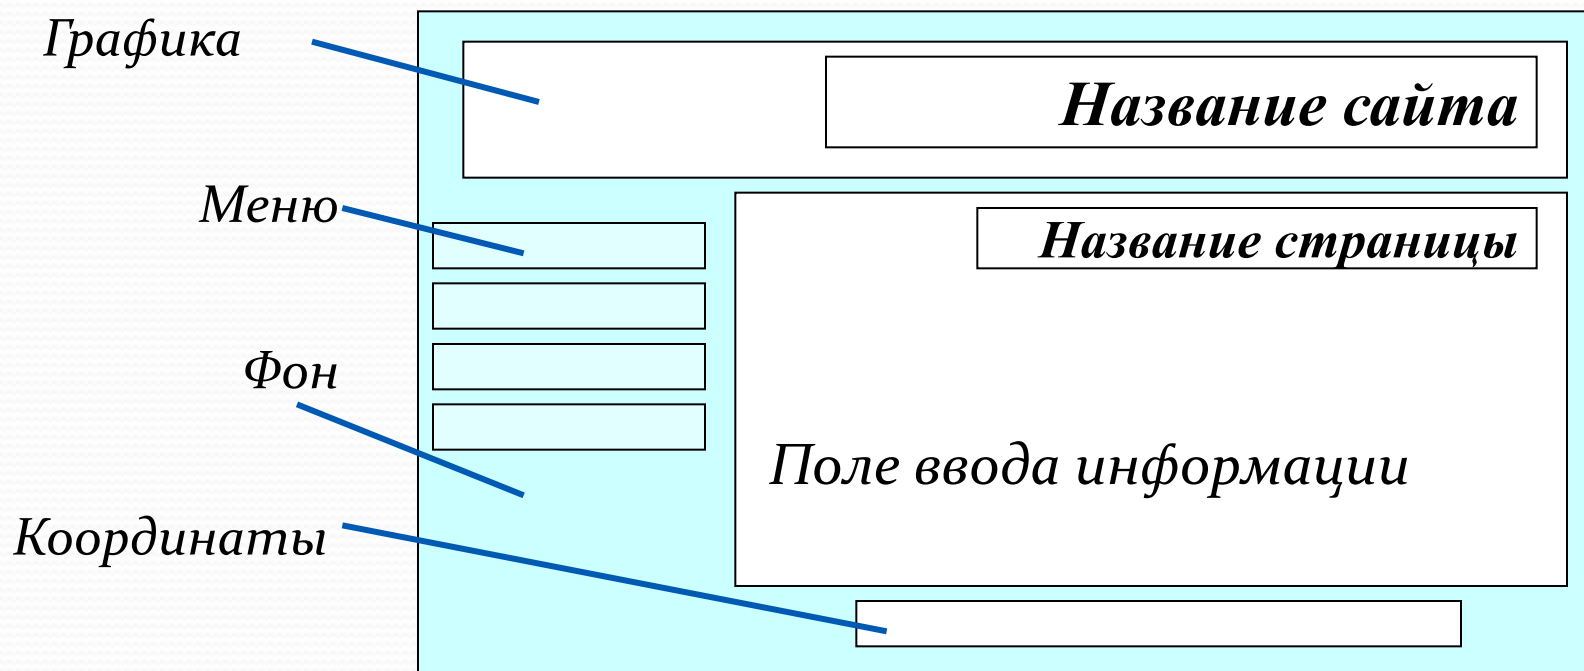 Графика
Название сайта
Меню
Название страницы
Фон
Поле ввода информации
Координаты